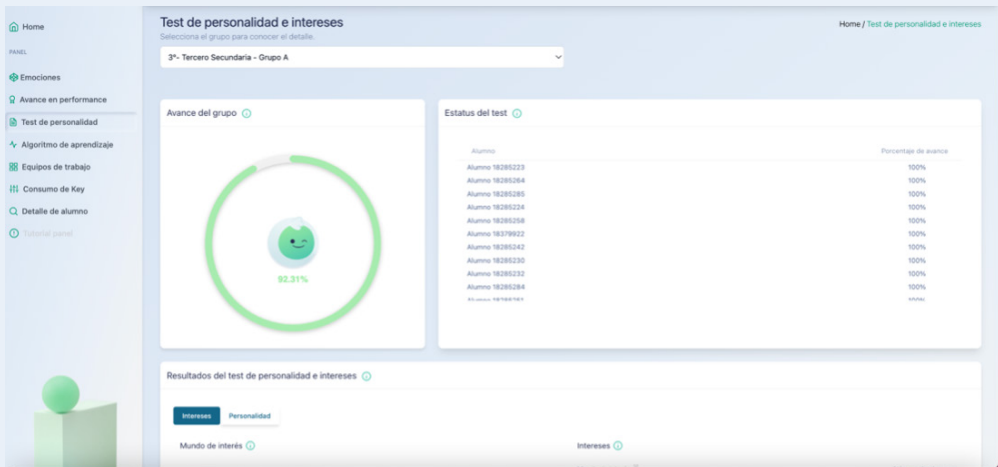 Home
PANEL
Emociones
Avance en performance
Test de personalidad
Algoritmo de aprendizaje
Equipos de trabajo
Consumo de Key
Detalle de alumno
Tutorial panel
Test de personalidad e intereses
Home / Test de personalidad e intereses
Selecciona el grupo para conocer el detalle.
3°- Tercero Secundaria - Grupo A
Avance del grupo
92.31%
Estatus del test
Alumno Porcentaje de avance
Alumno 18285223 100%
Alumno 18285264 100%
Alumno 18285285 100%
Alumno 18285224 100%
Alumno 18285258 100%
Alumno 18379922 100%
Alumno 18285242 100%
Alumno 18285230 100%
Alumno 18285232 100%
Alumno 18285284 100%
Resultados del test de personalidad e intereses
Intereses Personalidad
Mundo de interés Intereses